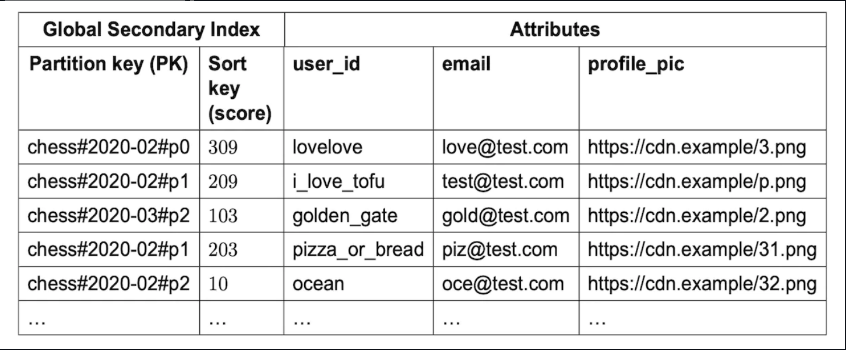 Global Secondary Index Attributes
Partition key (PK) Sort key (score) user_id email profile_pic
chess#2020-02#p0 309 lovelove love@test.com https://cdn.example/3.png
chess#2020-02#p1 209 i_love_tofu test@test.com https://cdn.example/p.png
chess#2020-03#p2 103 golden_gate gold@test.com https://cdn.example/2.png
chess#2020-02#p1 203 pizza_or_bread piz@test.com https://cdn.example/31.png
chess#2020-02#p2 10 ocean oce@test.com https://cdn.example/32.png
... ... ... ... ...